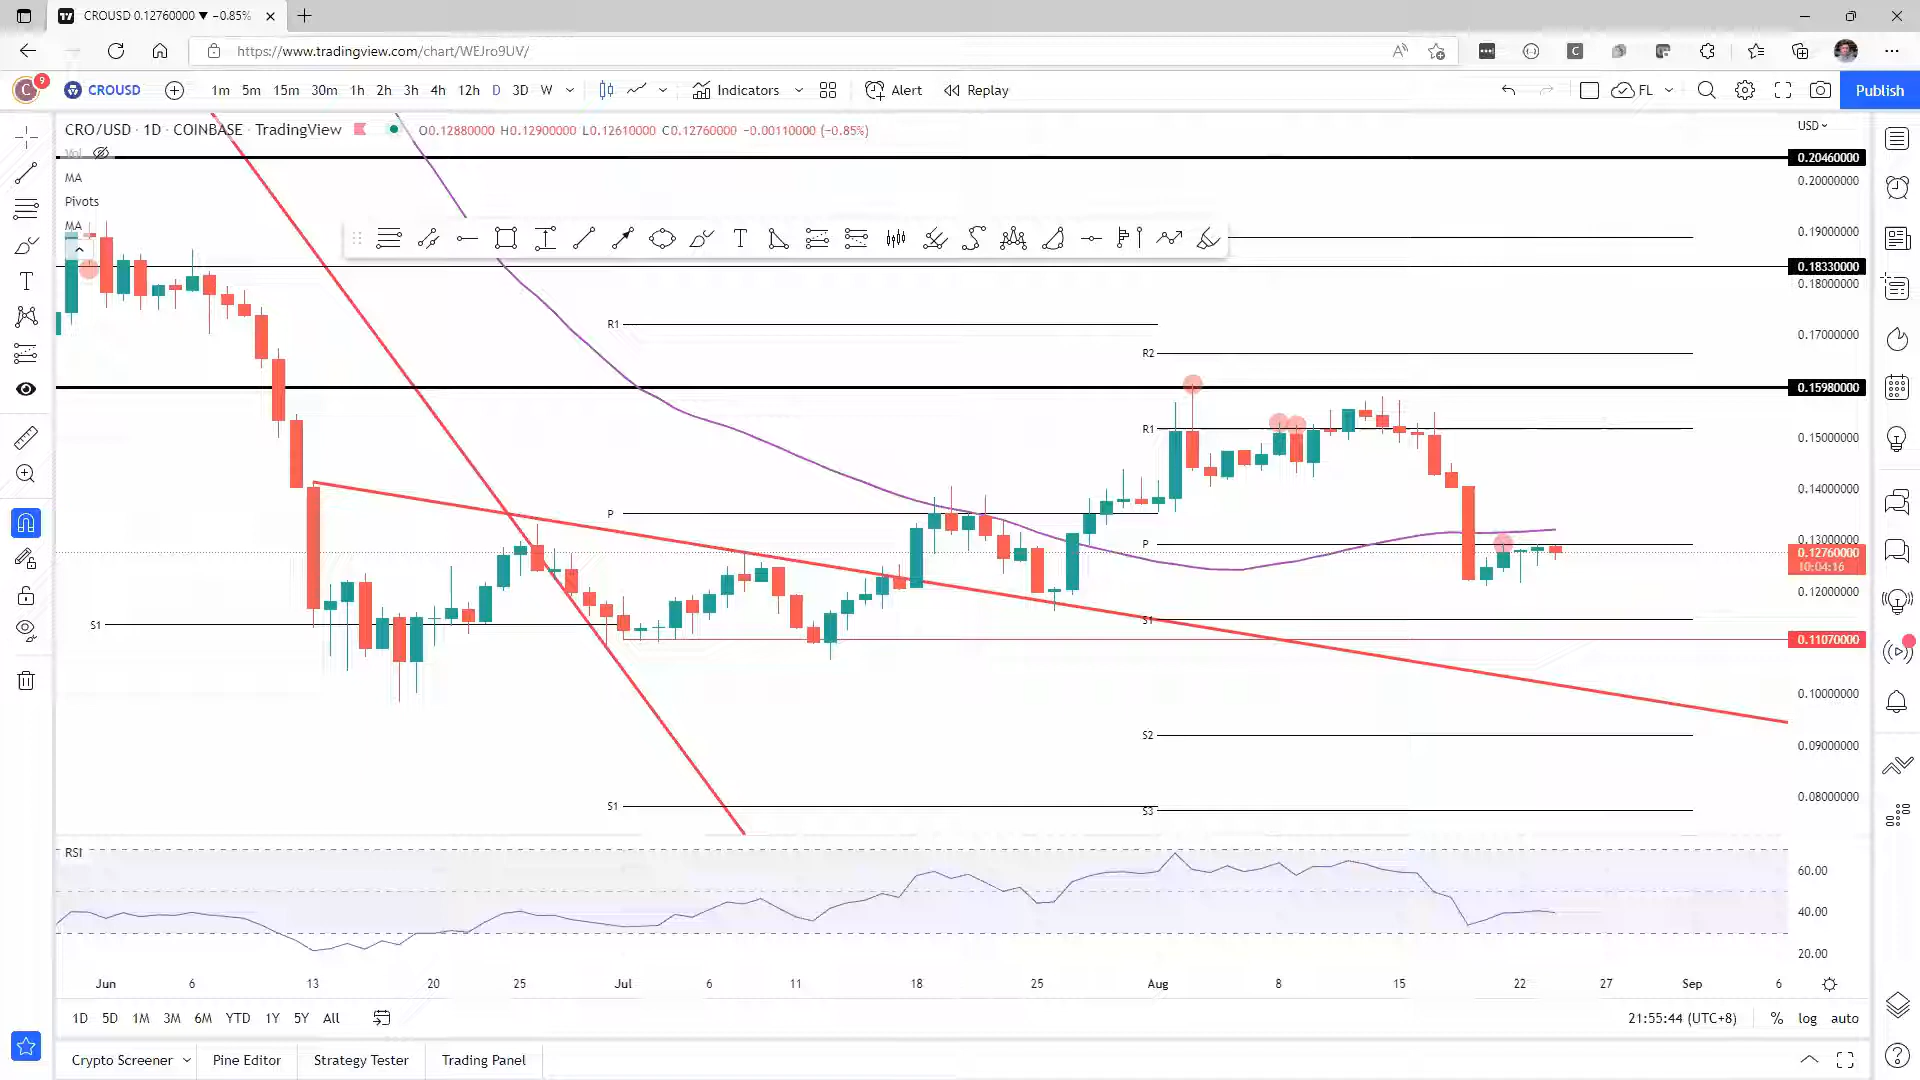 CROUSD 0.12760000 ▼ −0.85%
https://www.tradingview.com/chart/WEJro9UV/
C 9 CROUSD 1m 5m 15m 30m 1h 2h 3h 4h 12h D 3D W Indicators Alert Replay FL Publish
CRO/USD · 1D · COINBASE · TradingView O0.12880000 H0.12900000 L0.12610000 C0.12760000 −0.00110000 (−0.85%)
USD
Vol
MA
Pivots
MA
0.20460000
0.20000000
0.19000000
0.18330000
0.18000000
0.17000000
0.15980000
0.15000000
0.14000000
0.13000000
0.12760000
10:04:16
0.12000000
0.11070000
0.10000000
0.09000000
0.08000000
R1
R2
R1
P
P
S1
S1
S2
S1
S3
RSI
60.00
40.00
20.00
Jun 6 13 20 25 Jul 6 11 18 25 Aug 8 15 22 27 Sep 6
1D 5D 1M 3M 6M YTD 1Y 5Y All 21:55:44 (UTC+8) % log auto
Crypto Screener Pine Editor Strategy Tester Trading Panel